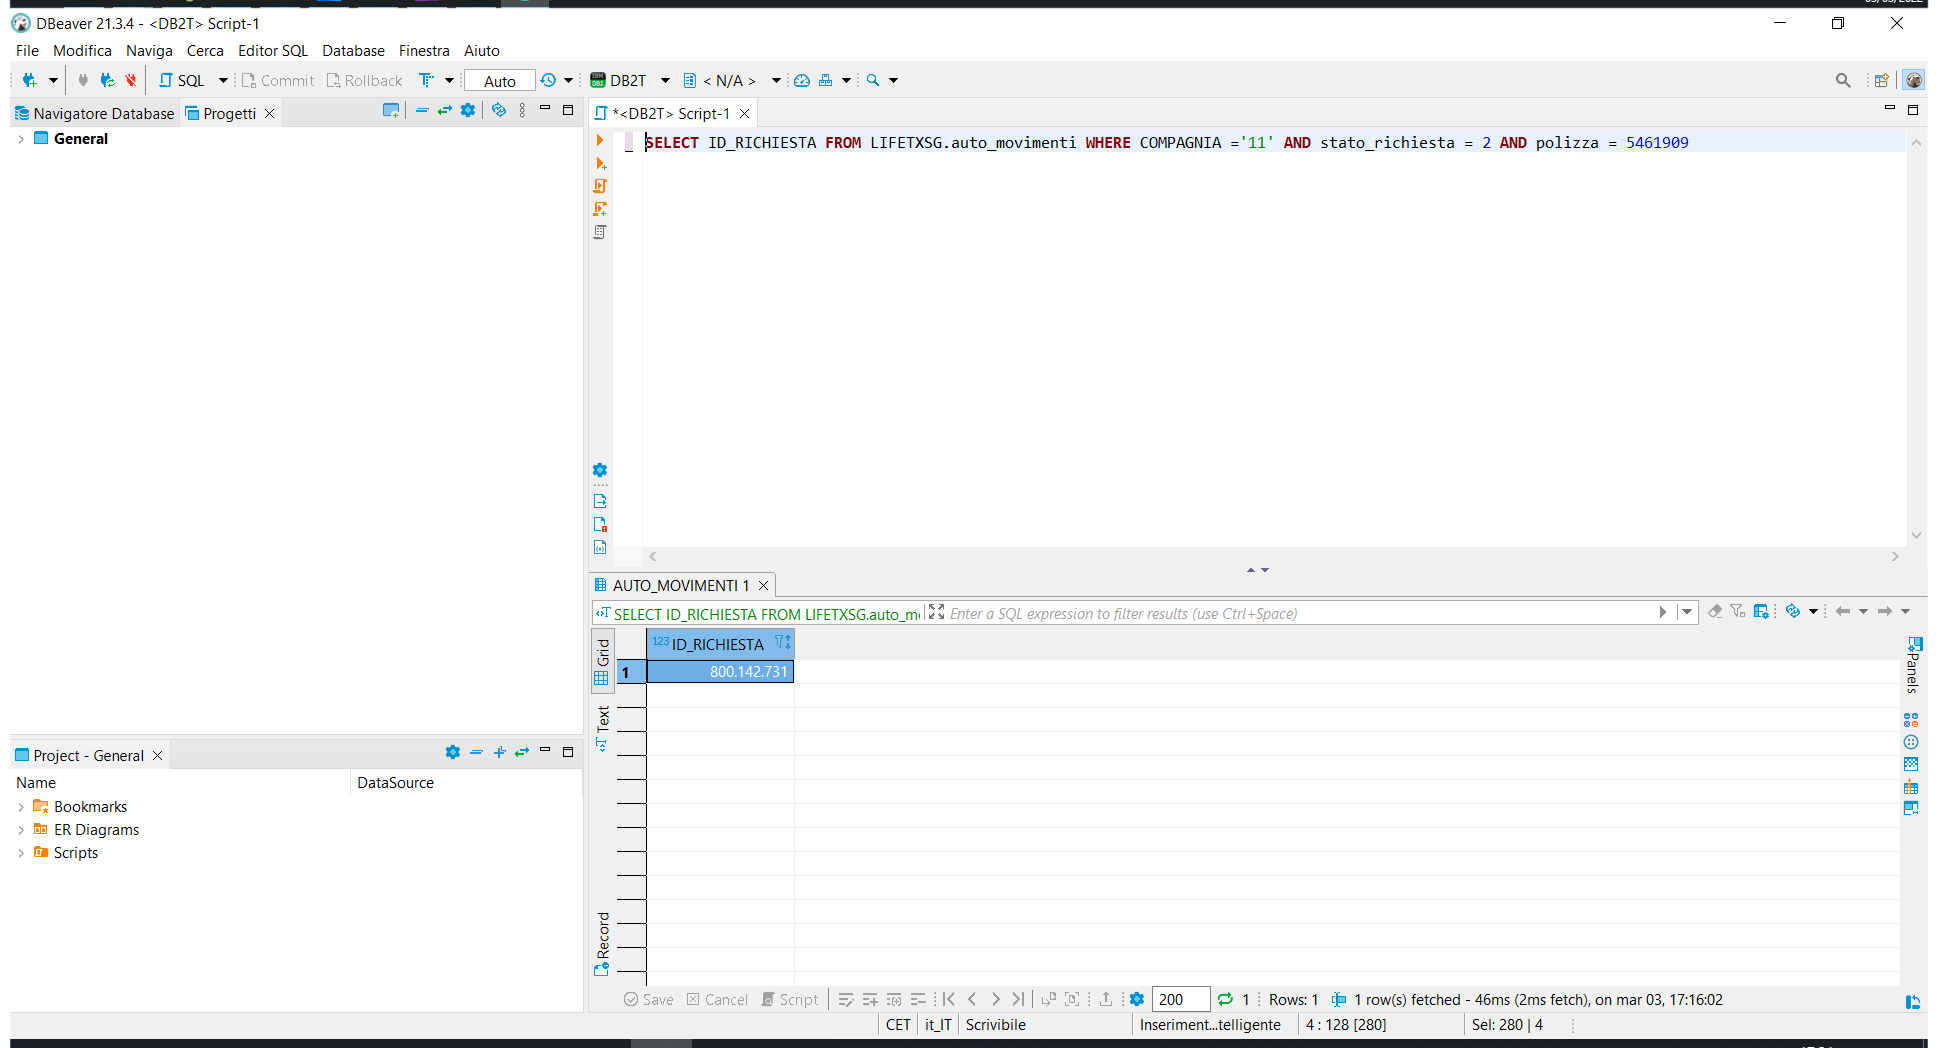 DBeaver 21.3.4 - <DB2T> Script-1
File Modifica Naviga Cerca Editor SQL Database Finestra Aiuto
SQL Commit Rollback Auto DB2T < N/A >
Navigatore Database Progetti
*<DB2T> Script-1
General
SELECT ID_RICHIESTA FROM LIFETXSG.auto_movimenti WHERE COMPAGNIA ='11' AND stato_richiesta = 2 AND polizza = 5461909
AUTO_MOVIMENTI 1
SELECT ID_RICHIESTA FROM LIFETXSG.auto_m Enter a SQL expression to filter results (use Ctrl+Space)
Grid
Text
Record
123 ID_RICHIESTA
1 800.142.731
Panels
Project - General
Name DataSource
Bookmarks
ER Diagrams
Scripts
Save Cancel Script 200 1 Rows: 1 1 row(s) fetched - 46ms (2ms fetch), on mar 03, 17:16:02
CET it_IT Scrivibile Inseriment...telligente 4 : 128 [280] Sel: 280 | 4